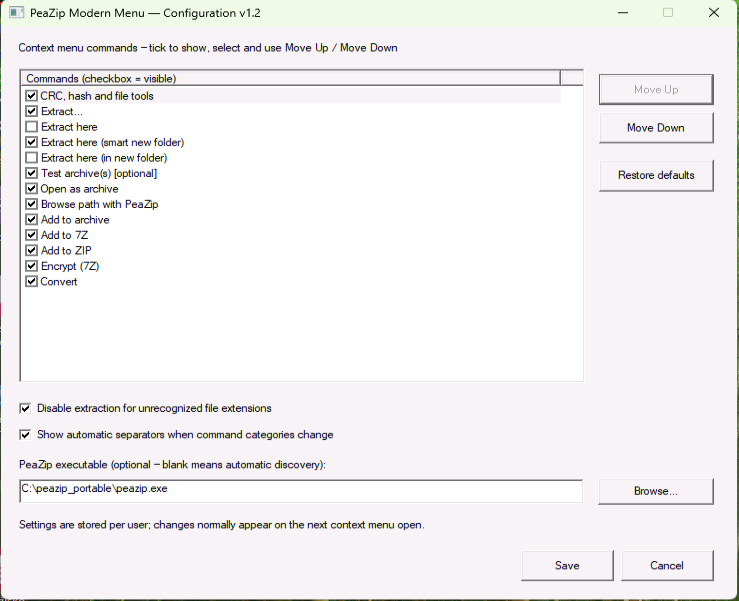 PeaZip Modern Menu — Configuration v1.2
Context menu commands – tick to show, select and use Move Up / Move Down
Commands (checkbox = visible)
CRC, hash and file tools
Extract...
Extract here
Extract here (smart new folder)
Extract here (in new folder)
Test archive(s) [optional]
Open as archive
Browse path with PeaZip
Add to archive
Add to 7Z
Add to ZIP
Encrypt (7Z)
Convert
Move Up
Move Down
Restore defaults
Disable extraction for unrecognized file extensions
Show automatic separators when command categories change
PeaZip executable (optional – blank means automatic discovery):
C:\peazip_portable\peazip.exe
Browse...
Settings are stored per user; changes normally appear on the next context menu open.
Save
Cancel